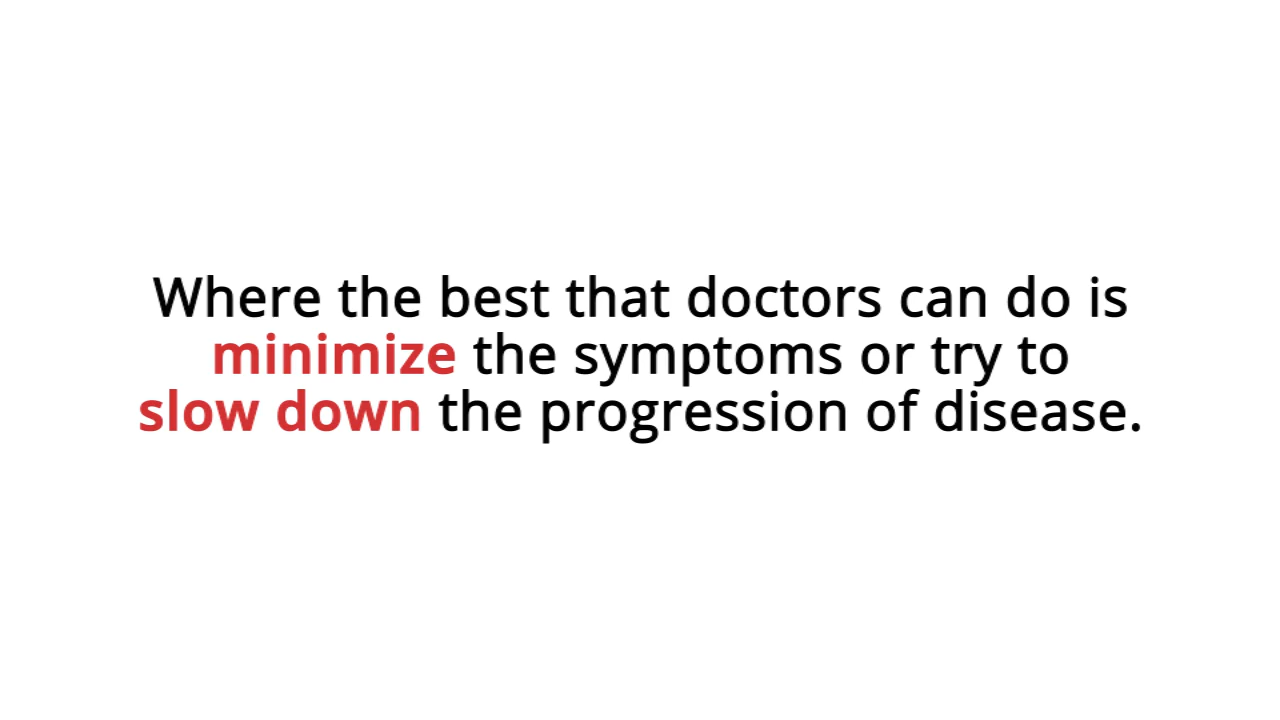 Where the best that doctors can do is
minimize the symptoms or try to
slow down the progression of disease.